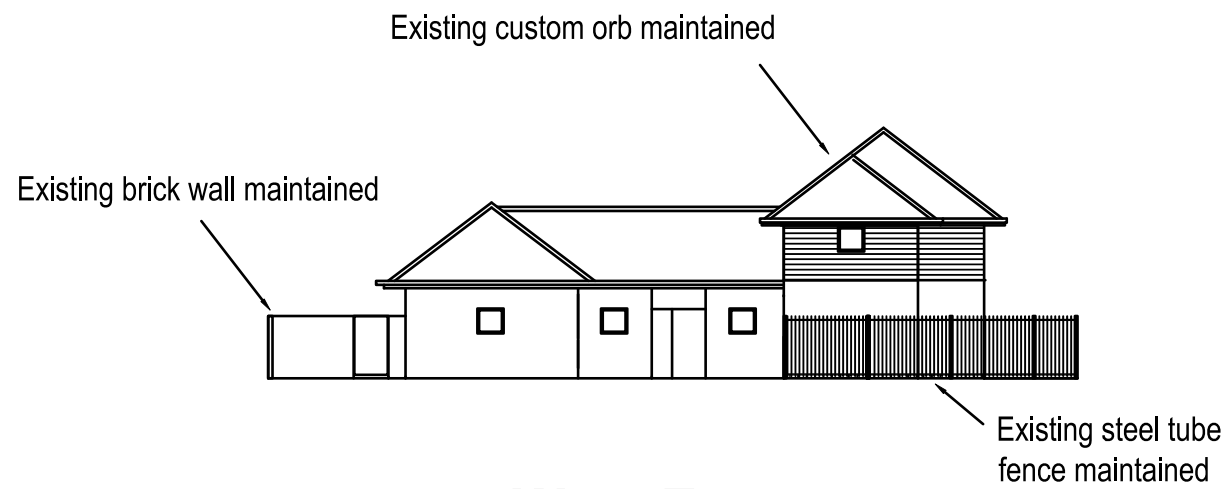 Existing custom orb maintained
Existing brick wall maintained
Existing steel tube
fence maintained